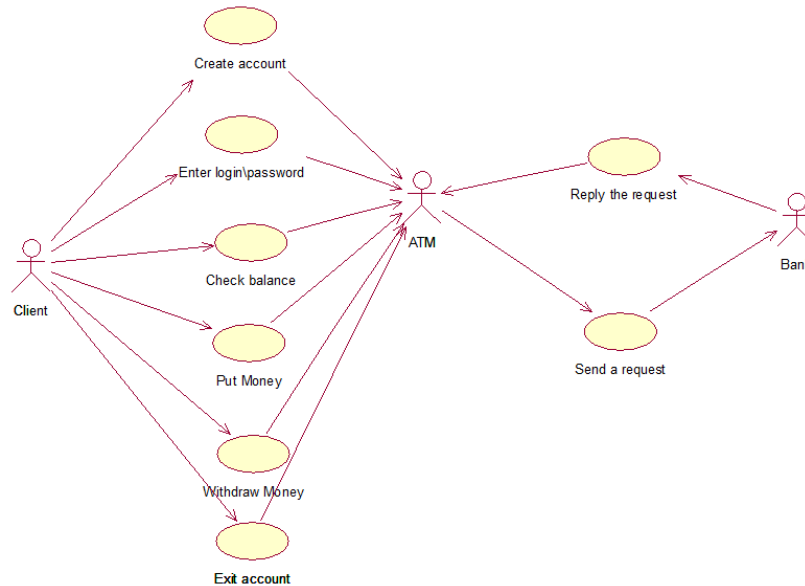 Create account
Enter login\password
Reply the request
ATM
Ban
Check balance
Client
Put Money
Send a request
Withdraw Money
Exit account